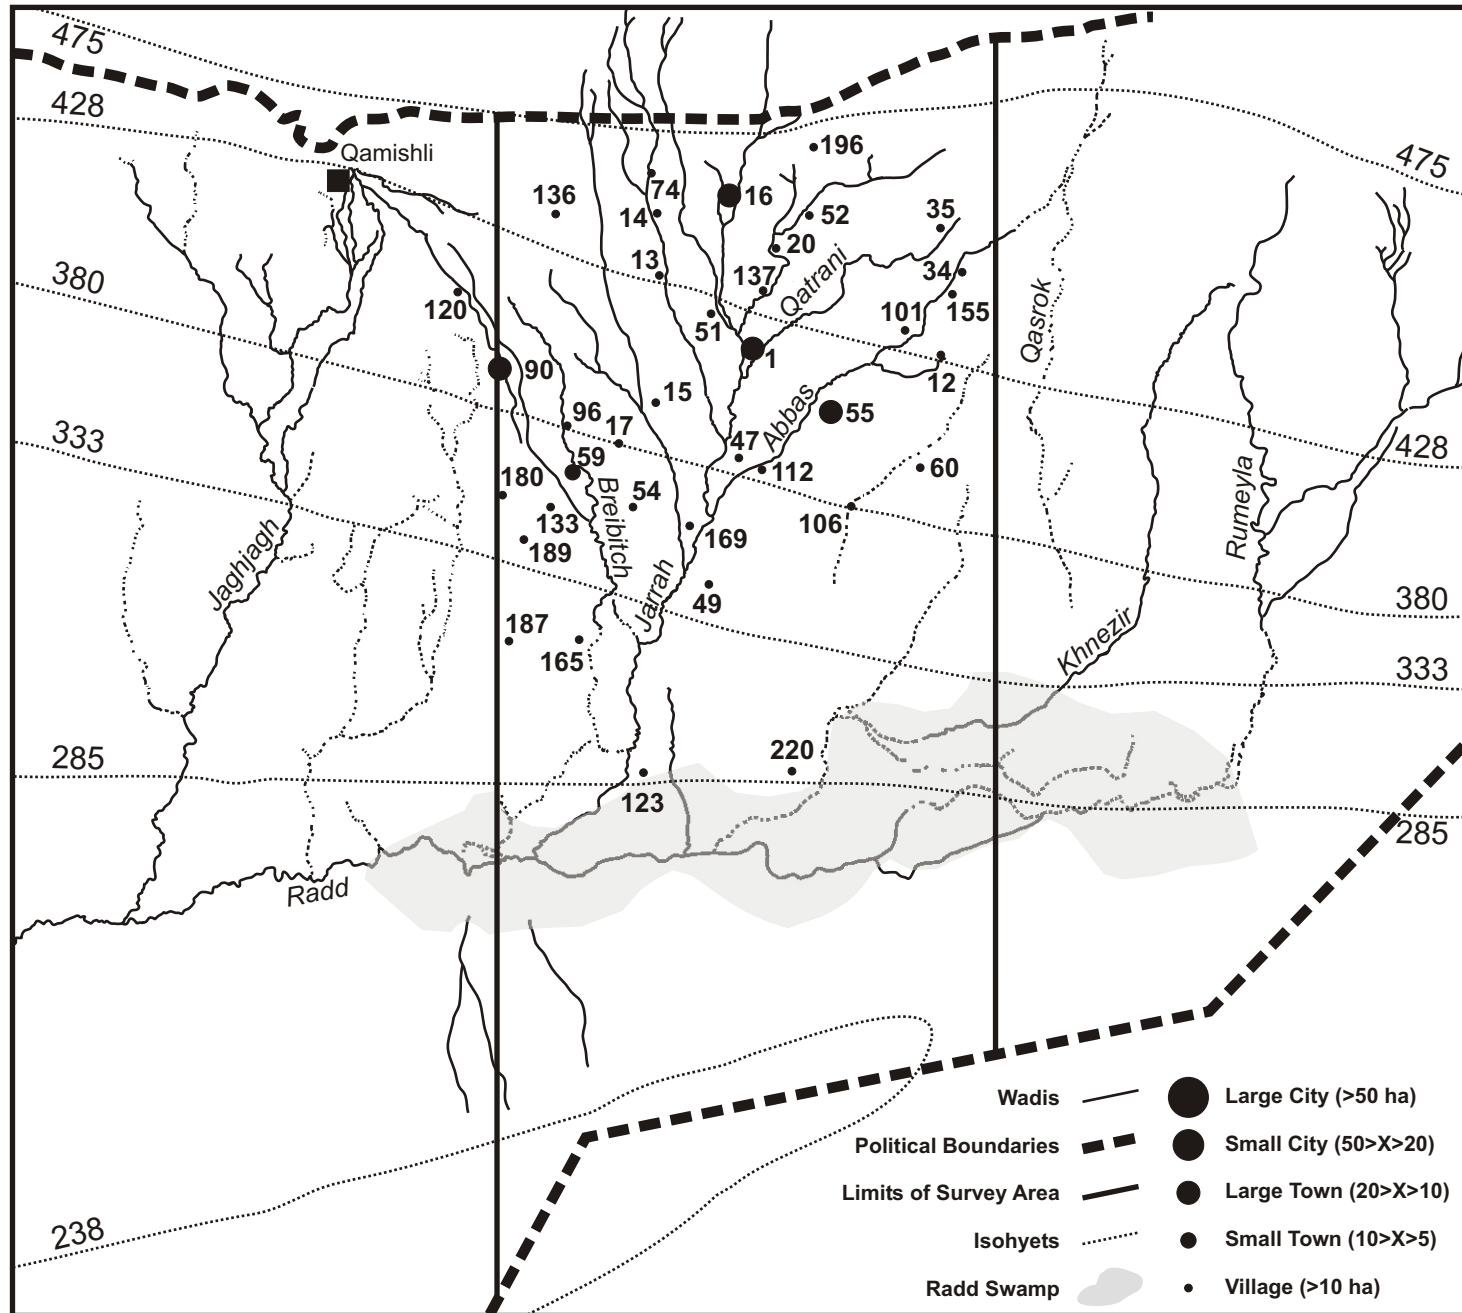 475
428
Qamishli
196
475
74
16
136
14
52
35
20
13
137
Qatrani
34
380
120
51
101
155
Qasrok
1
12
90
15
Abbas
55
96
17
333
47
428
59
112
60
180
Breibitch
54
Rumeyla
133
106
169
189
Jaghjagh
Jarrah
49
380
187
165
Khnezir
333
285
220
123
285
Radd
Wadis
Large City (>50 ha)
Political Boundaries
Small City (50>X>20)
Limits of Survey Area
Large Town (20>X>10)
238
Isohyets
Small Town (10>X>5)
Radd Swamp
Village (>10 ha)